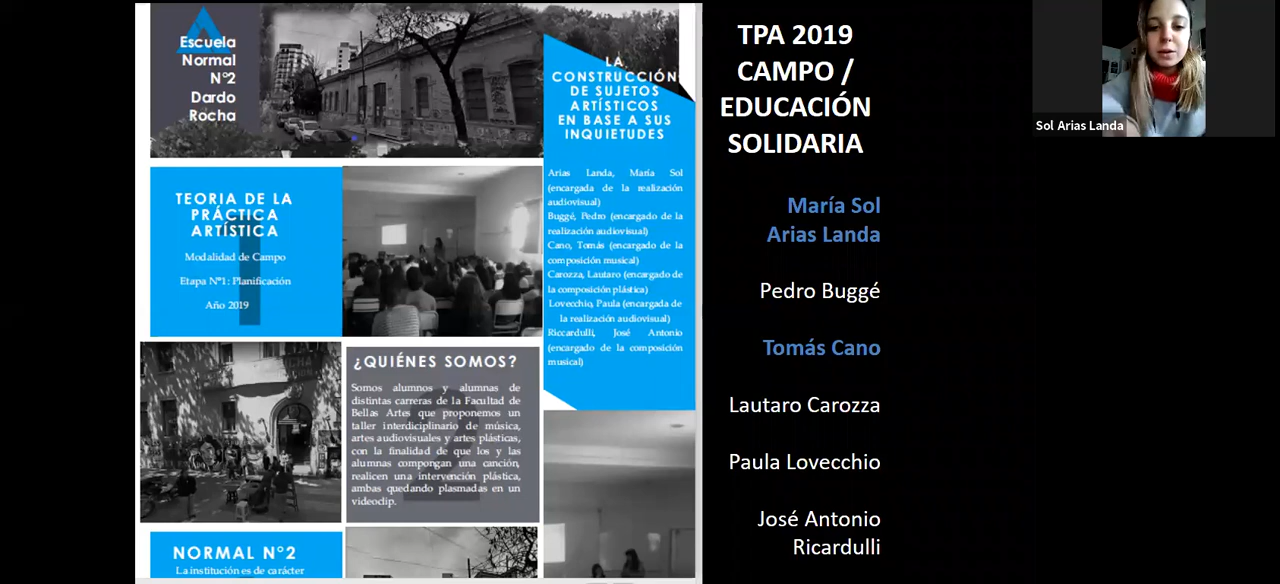 Escuela
Normal
N°2
Dardo
Rocha
LA
CONSTRUCCIÓN
DE SUJETOS
ARTÍSTICOS
EN BASE A SUS
INQUIETUDES
Arias Landa, María Sol
(encargada de la realización
audiovisual)
Buggé, Pedro (encargado de la
realización audiovisual)
Cano, Tomás (encargado de la
composición musical)
Carozza, Lautaro (encargado de
la composición plástica)
Lovecchio, Paula (encargada de
la realización audiovisual)
Riccardulli, José Antonio
(encargado de la composición
musical)
TEORIA DE LA
PRÁCTICA
ARTÍSTICA
1
Modalidad de Campo
Etapa N°1: Planificación
Año 2019
¿QUIÉNES SOMOS?
2
Somos alumnos y alumnas de
distintas carreras de la Facultad de
Bellas Artes que proponemos un
taller interdiciplinario de música,
artes audiovisuales y artes plásticas,
con la finalidad de que los y las
alumnas compongan una canción,
realicen una intervención plástica,
ambas quedando plasmadas en un
videoclip.
NORMAL N°2
La institución es de carácter
TPA 2019
CAMPO /
EDUCACIÓN
SOLIDARIA
María Sol
Arias Landa
Pedro Buggé
Tomás Cano
Lautaro Carozza
Paula Lovecchio
José Antonio
Ricardulli
Sol Arias Landa